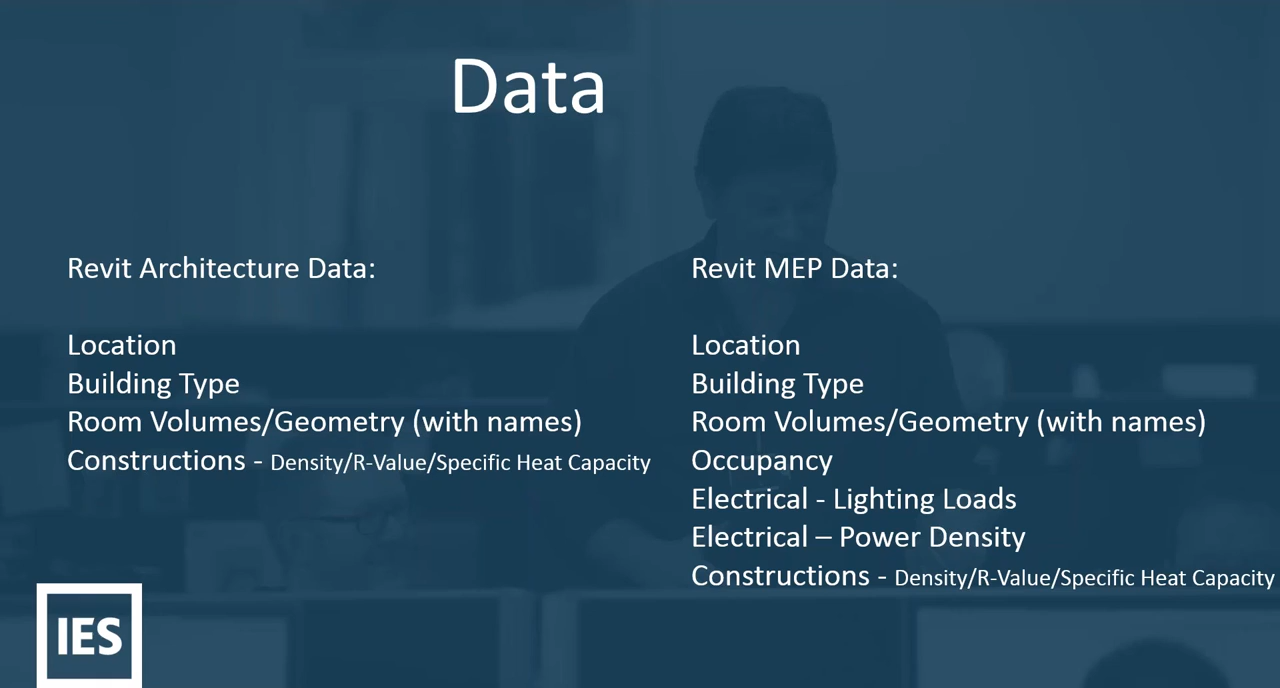 Data
Revit Architecture Data:
Location
Building Type
Room Volumes/Geometry (with names)
Constructions - Density/R-Value/Specific Heat Capacity
Revit MEP Data:
Location
Building Type
Room Volumes/Geometry (with names)
Occupancy
Electrical - Lighting Loads
Electrical – Power Density
Constructions - Density/R-Value/Specific Heat Capacity
IES